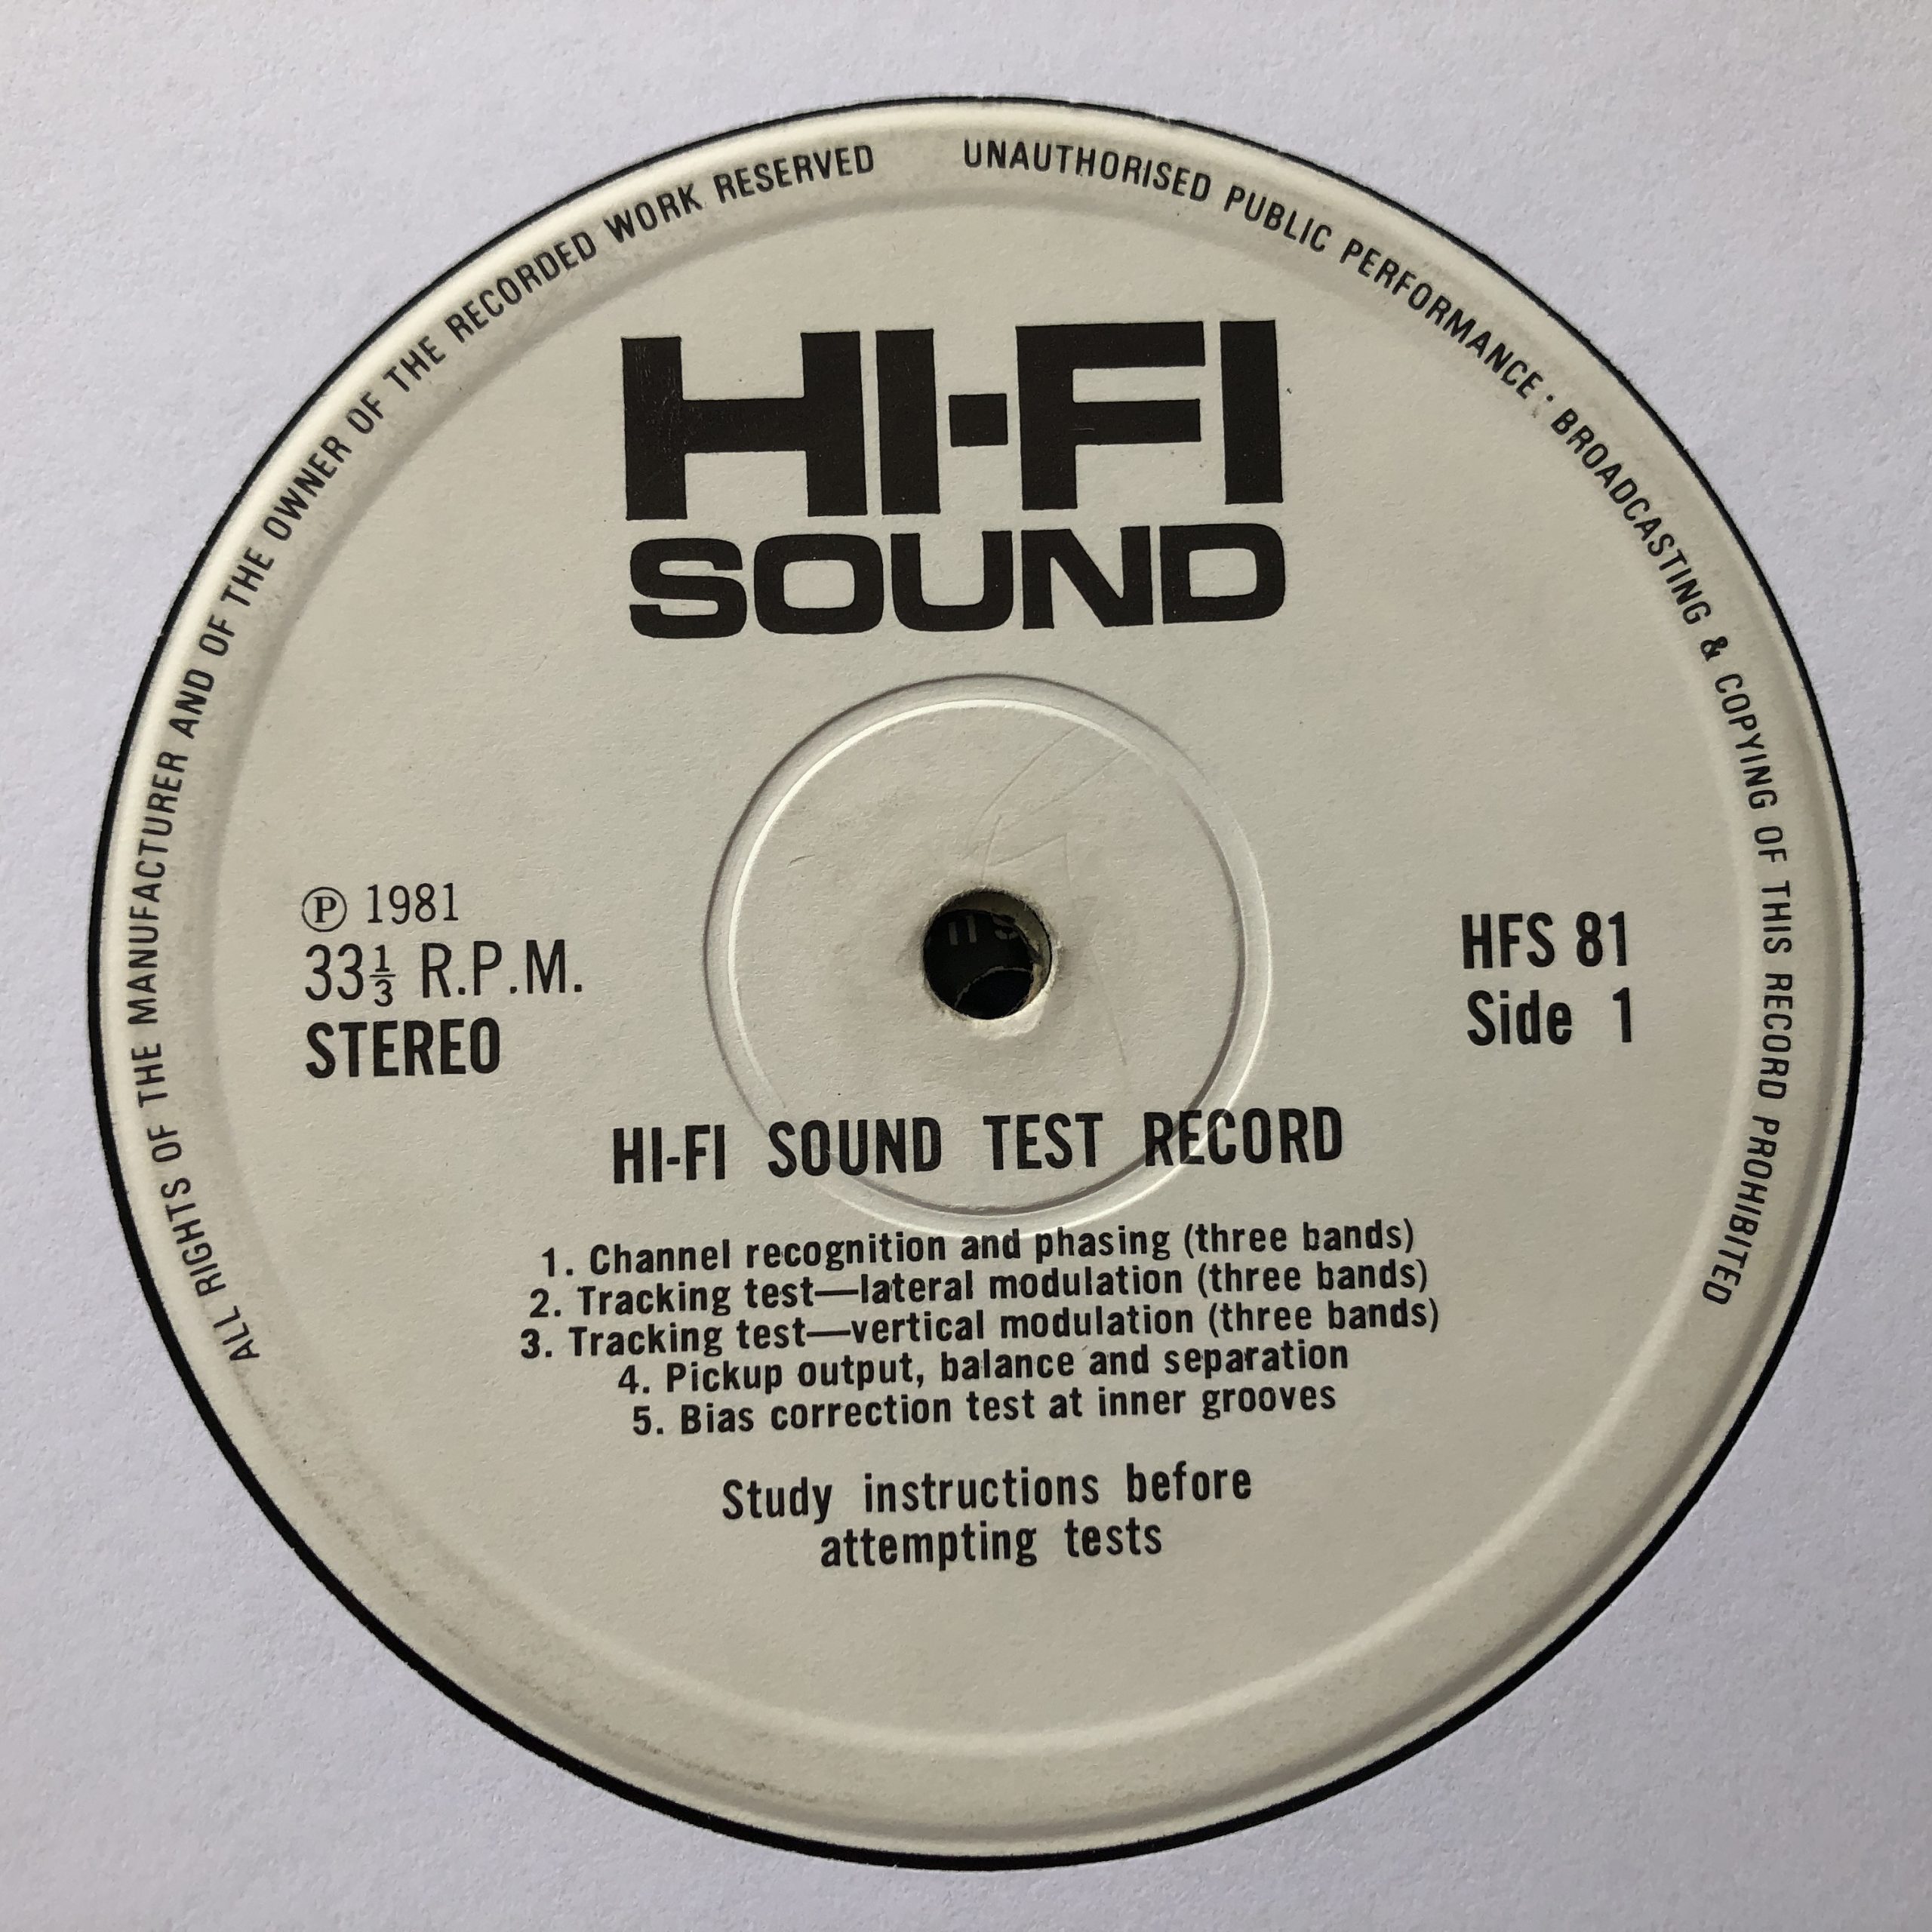 ALL RIGHTS OF THE MANUFACTURER AND OF THE OWNER OF THE RECORDED WORK RESERVED
UNAUTHORISED PUBLIC PERFORMANCE · BROADCASTING & COPYING OF THIS RECORD PROHIBITED
HI-FI
SOUND
Ⓟ 1981
33⅓ R.P.M.
STEREO
HFS 81
Side 1
HI-FI SOUND TEST RECORD
1. Channel recognition and phasing (three bands)
2. Tracking test—lateral modulation (three bands)
3. Tracking test—vertical modulation (three bands)
4. Pickup output, balance and separation
5. Bias correction test at inner grooves
Study instructions before
attempting tests